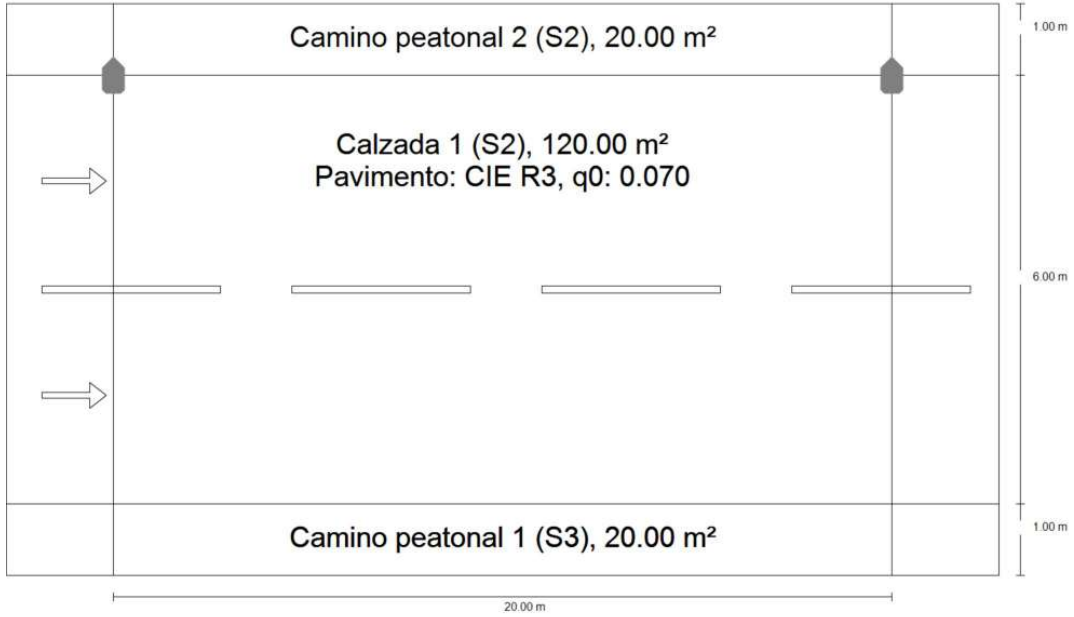 Camino peatonal 2 (S2), 20.00 m²
1.00 m
Calzada 1 (S2), 120.00 m²
Pavimento: CIE R3, q0: 0.070
6.00 m
Camino peatonal 1 (S3), 20.00 m²
1.00 m
20.00 m